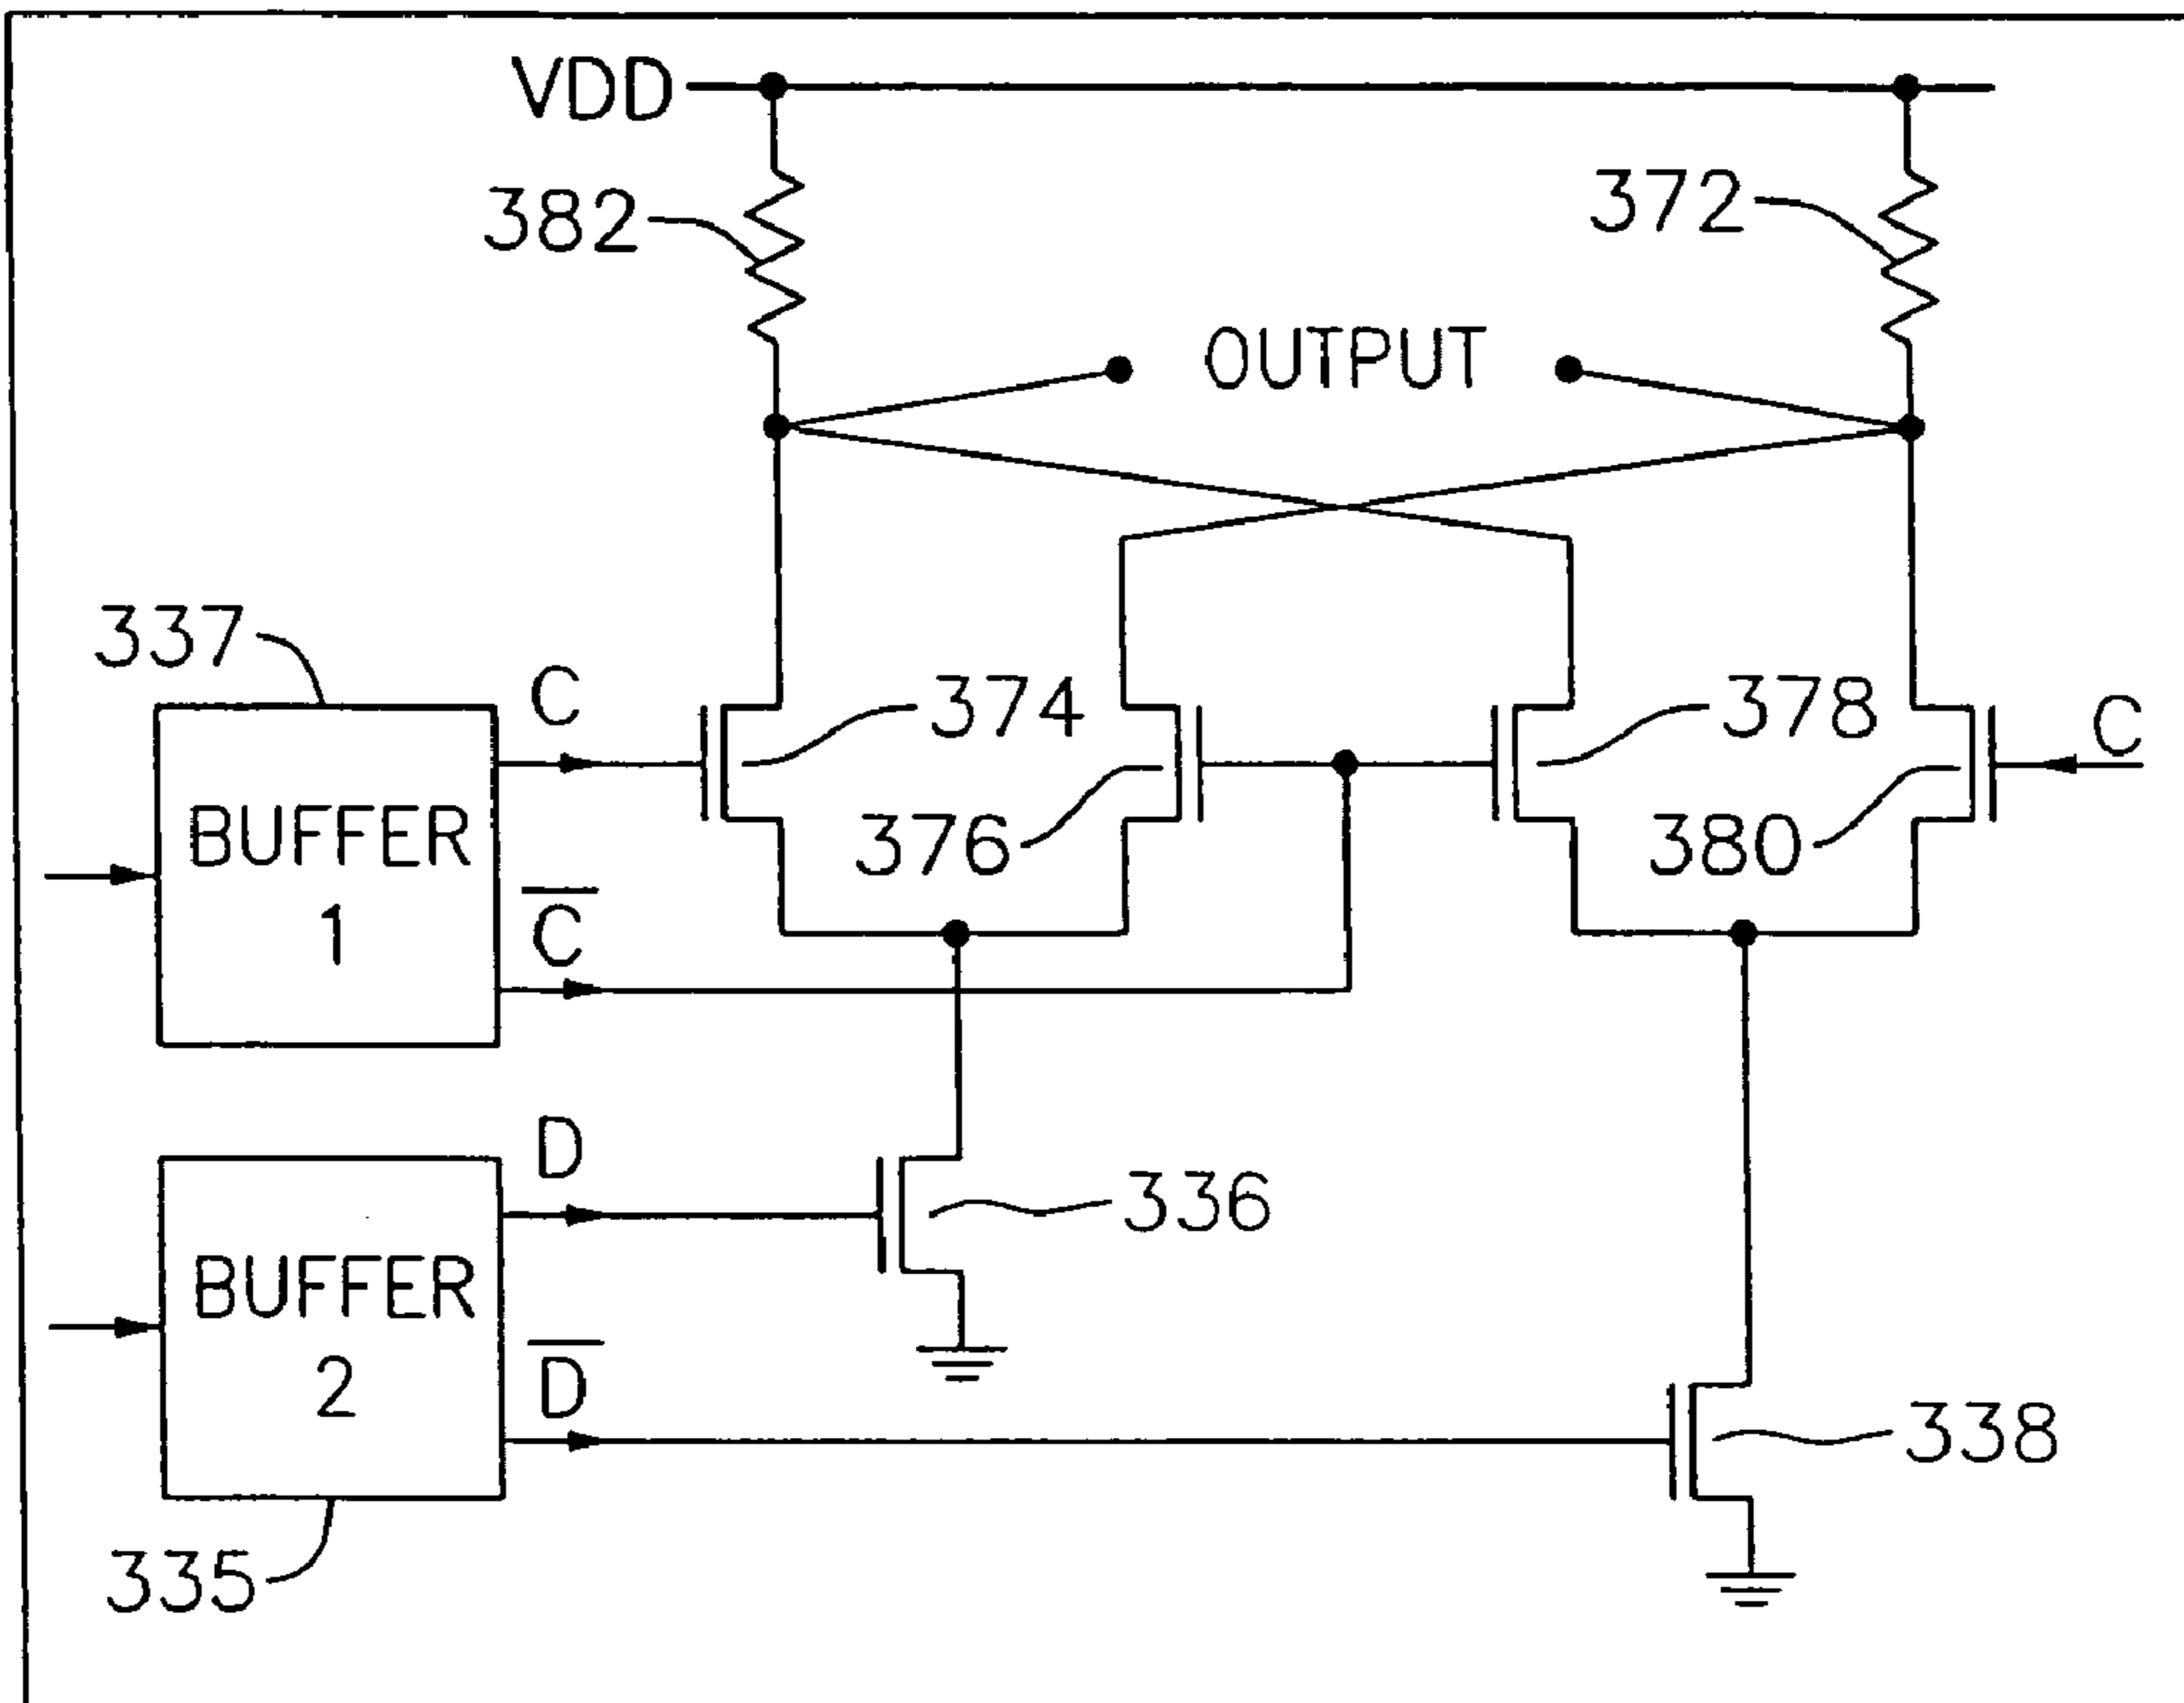 VDD
382
372
OUTPUT
337
C
374
378
C
BUFFER
1
376
380
C̅
D
336
BUFFER
2
D̅
338
335